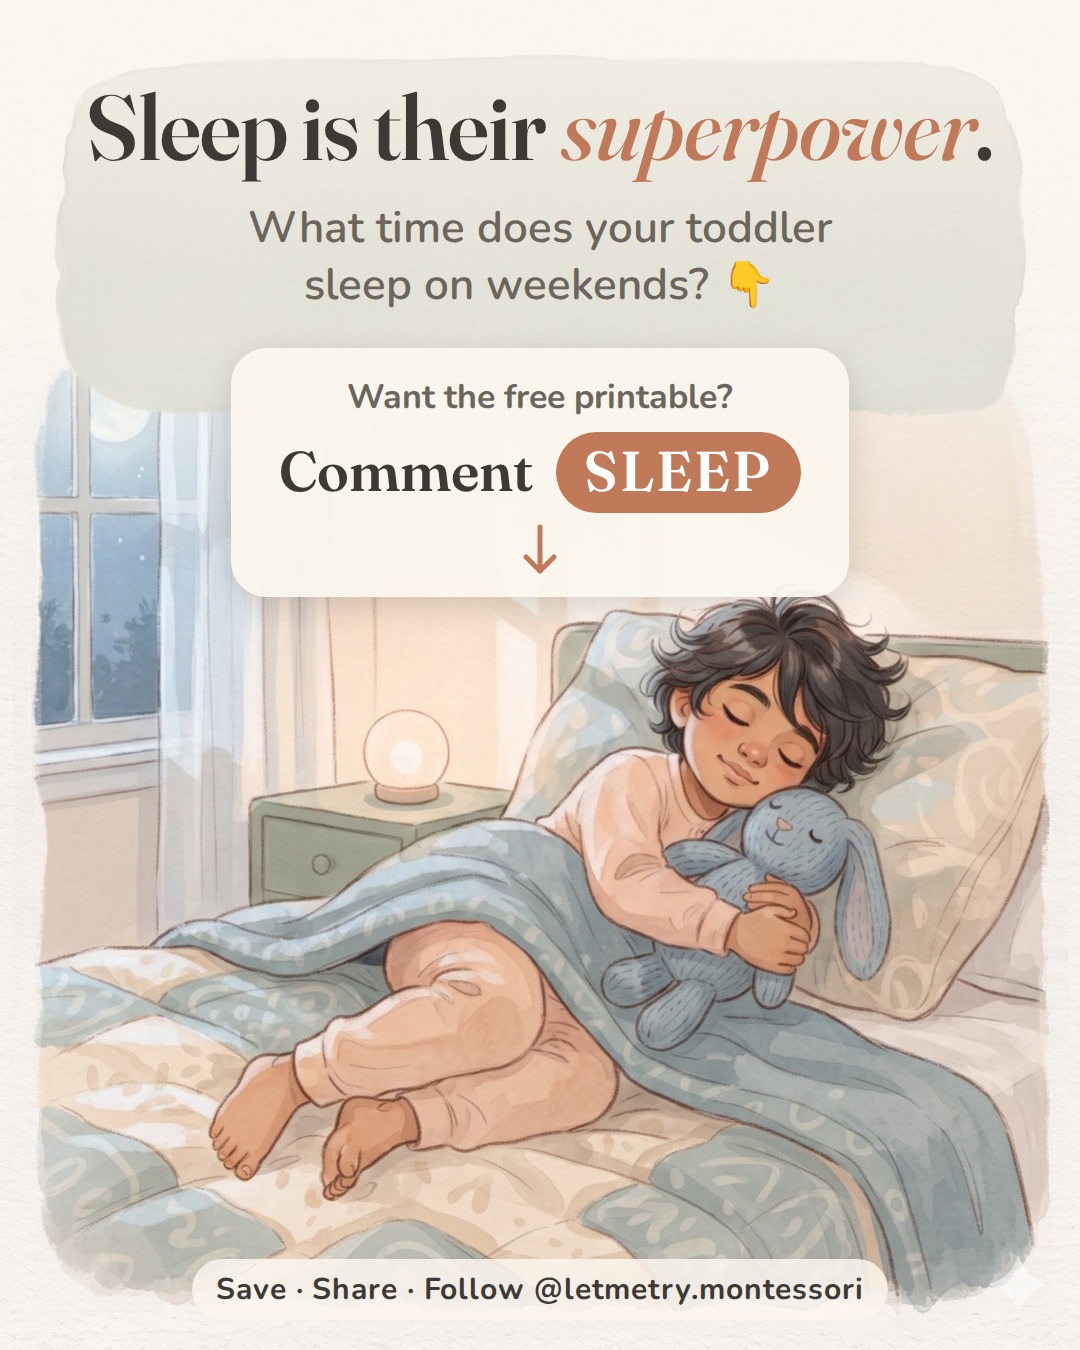 Sleep is their superpower.
What time does your toddler
sleep on weekends? 👇
Want the free printable?
Comment SLEEP
↓
Save · Share · Follow @letmetry.montessori